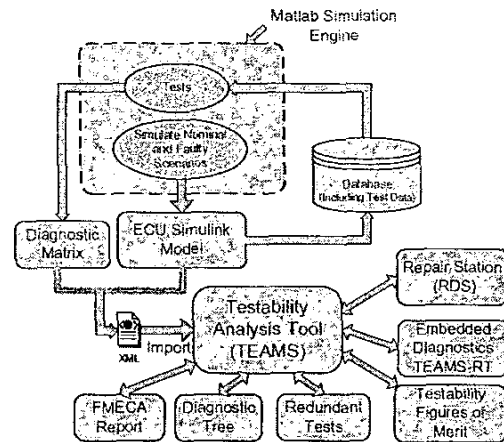 Matlab Simulation
Engine
Tests
Simulate Nominal
and Faulty
Scenarios
Database
(Including Test Data)
Diagnostic
Matrix
ECU Simulink
Model
Repair Station
(RDS)
XML
Import
Testability
Analysis Tool
(TEAMS)
Embedded
Diagnostics
TEAMS-RT
FMECA
Report
Diagnostic
Tree
Redundant
Tests
Testability
Figures of
Merit